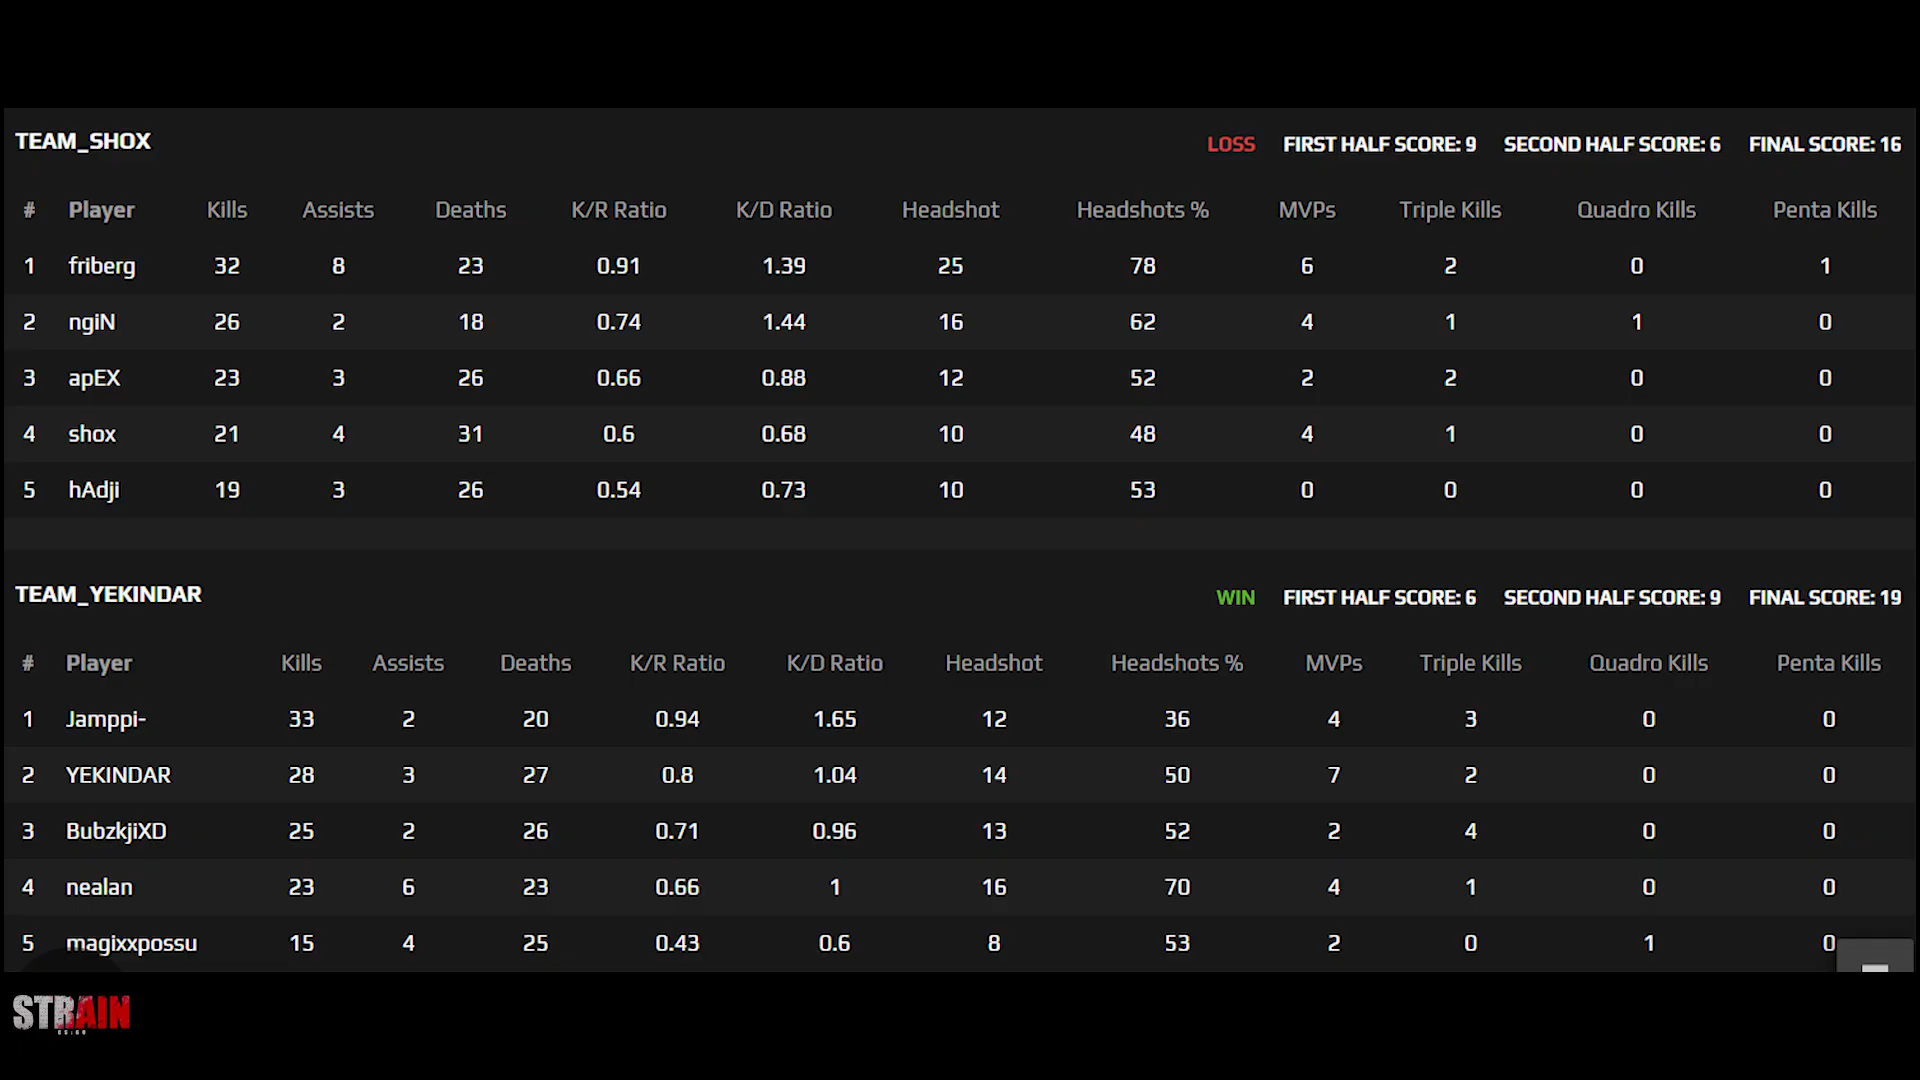 TEAM_SHOX
LOSS FIRST HALF SCORE: 9 SECOND HALF SCORE: 6 FINAL SCORE: 16
# Player Kills Assists Deaths K/R Ratio K/D Ratio Headshot Headshots % MVPs Triple Kills Quadro Kills Penta Kills
1 friberg 32 8 23 0.91 1.39 25 78 6 2 0 1
2 ngiN 26 2 18 0.74 1.44 16 62 4 1 1 0
3 apEX 23 3 26 0.66 0.88 12 52 2 2 0 0
4 shox 21 4 31 0.6 0.68 10 48 4 1 0 0
5 hAdji 19 3 26 0.54 0.73 10 53 0 0 0 0
TEAM_YEKINDAR
WIN FIRST HALF SCORE: 6 SECOND HALF SCORE: 9 FINAL SCORE: 19
# Player Kills Assists Deaths K/R Ratio K/D Ratio Headshot Headshots % MVPs Triple Kills Quadro Kills Penta Kills
1 Jamppi- 33 2 20 0.94 1.65 12 36 4 3 0 0
2 YEKINDAR 28 3 27 0.8 1.04 14 50 7 2 0 0
3 BubzkjiXD 25 2 26 0.71 0.96 13 52 2 4 0 0
4 nealan 23 6 23 0.66 1 16 70 4 1 0 0
5 magixxpossu 15 4 25 0.43 0.6 8 53 2 0 1 0
STRAIN